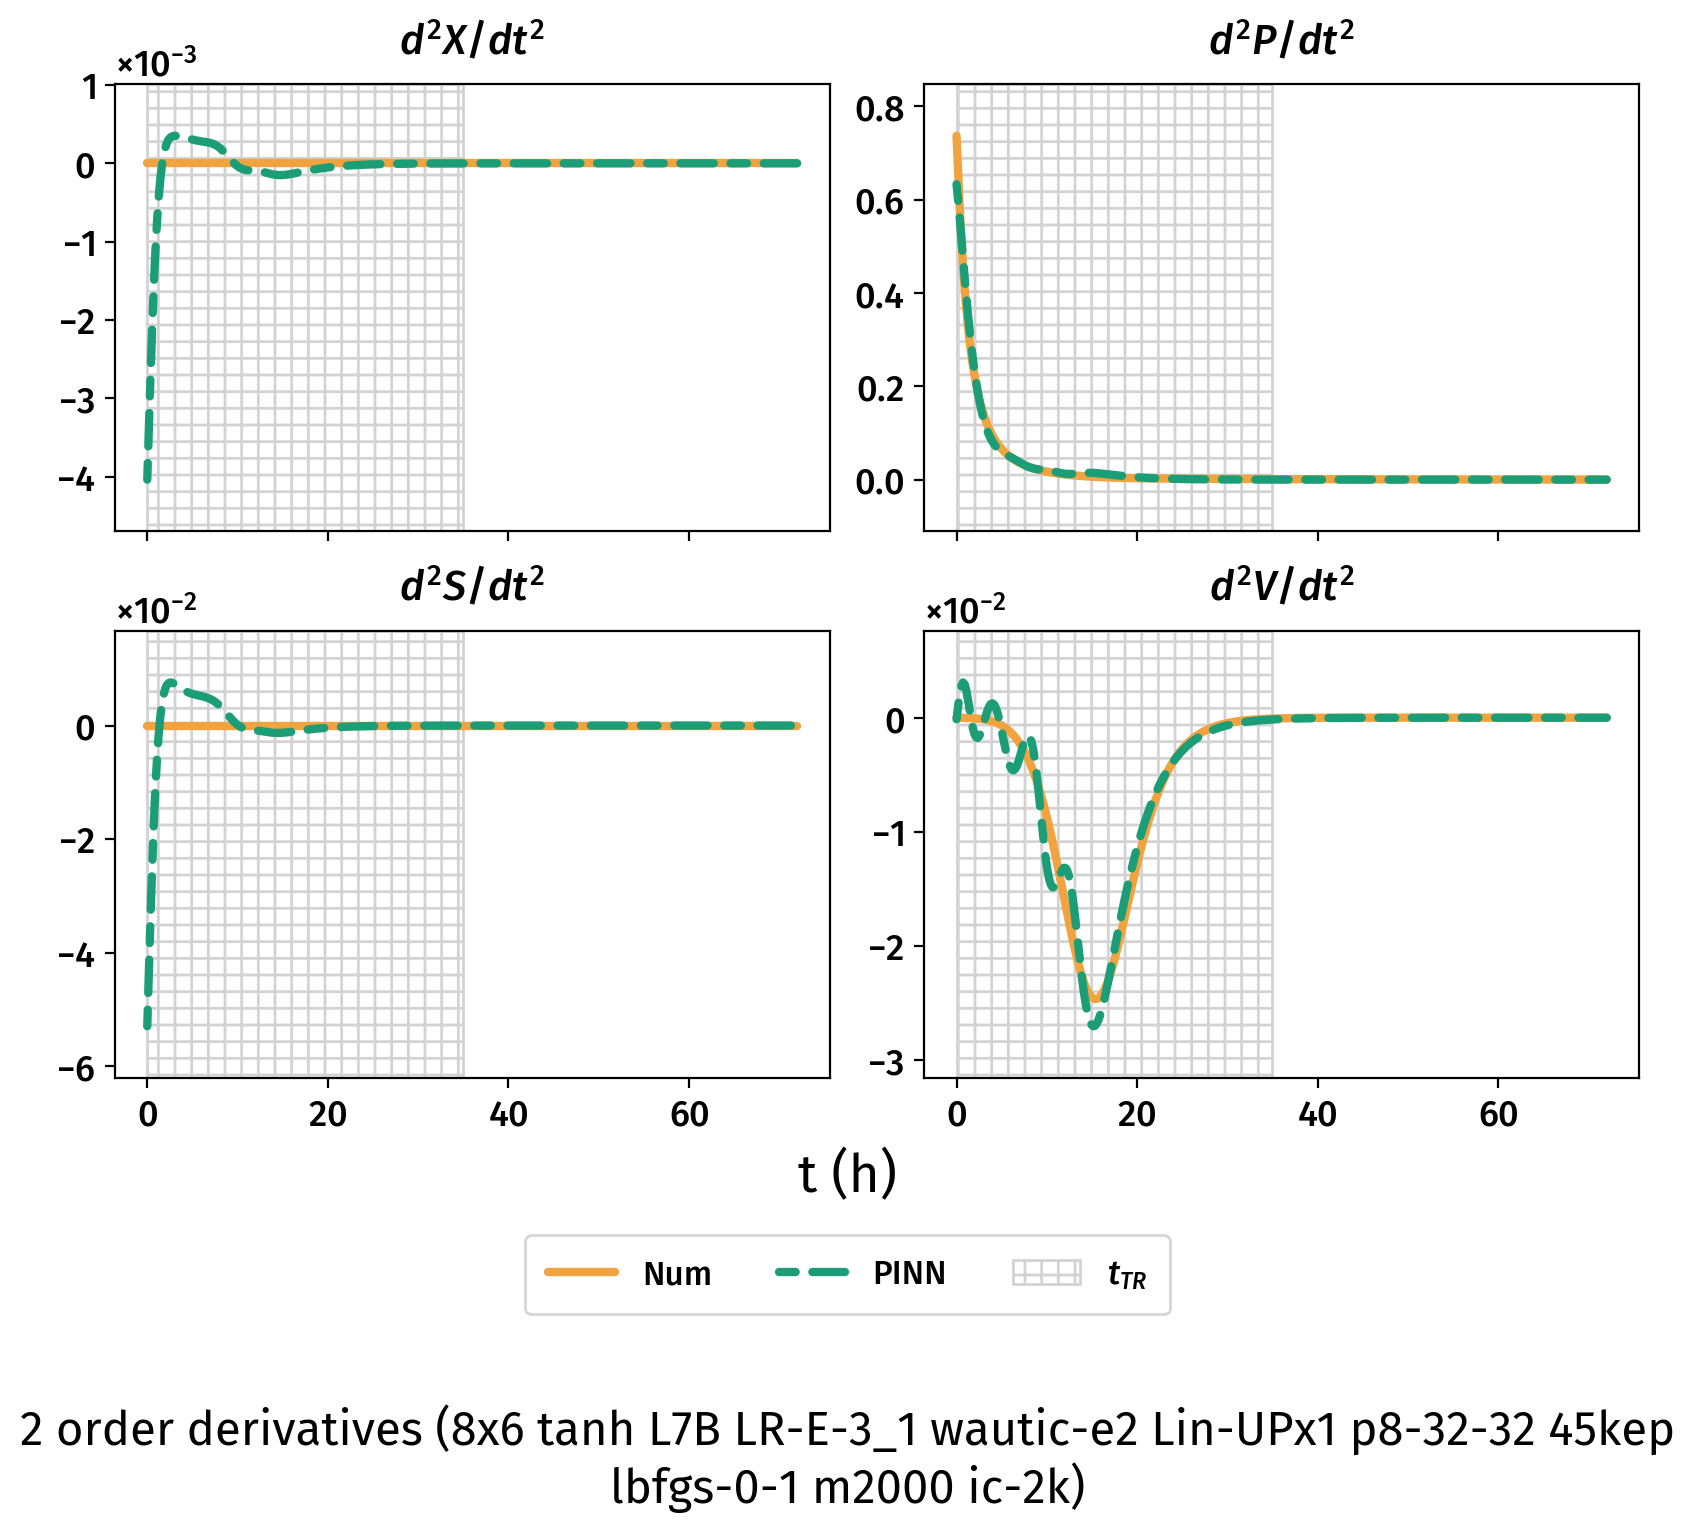 d²X/dt²
×10⁻³
1
0
−1
−2
−3
−4
d²P/dt²
0.8
0.6
0.4
0.2
0.0
d²S/dt²
×10⁻²
0
−2
−4
−6
0 20 40 60
d²V/dt²
×10⁻²
0
−1
−2
−3
0 20 40 60
t (h)
Num PINN t_TR
2 order derivatives (8x6 tanh L7B LR-E-3_1 wautic-e2 Lin-UPx1 p8-32-32 45kep
lbfgs-0-1 m2000 ic-2k)